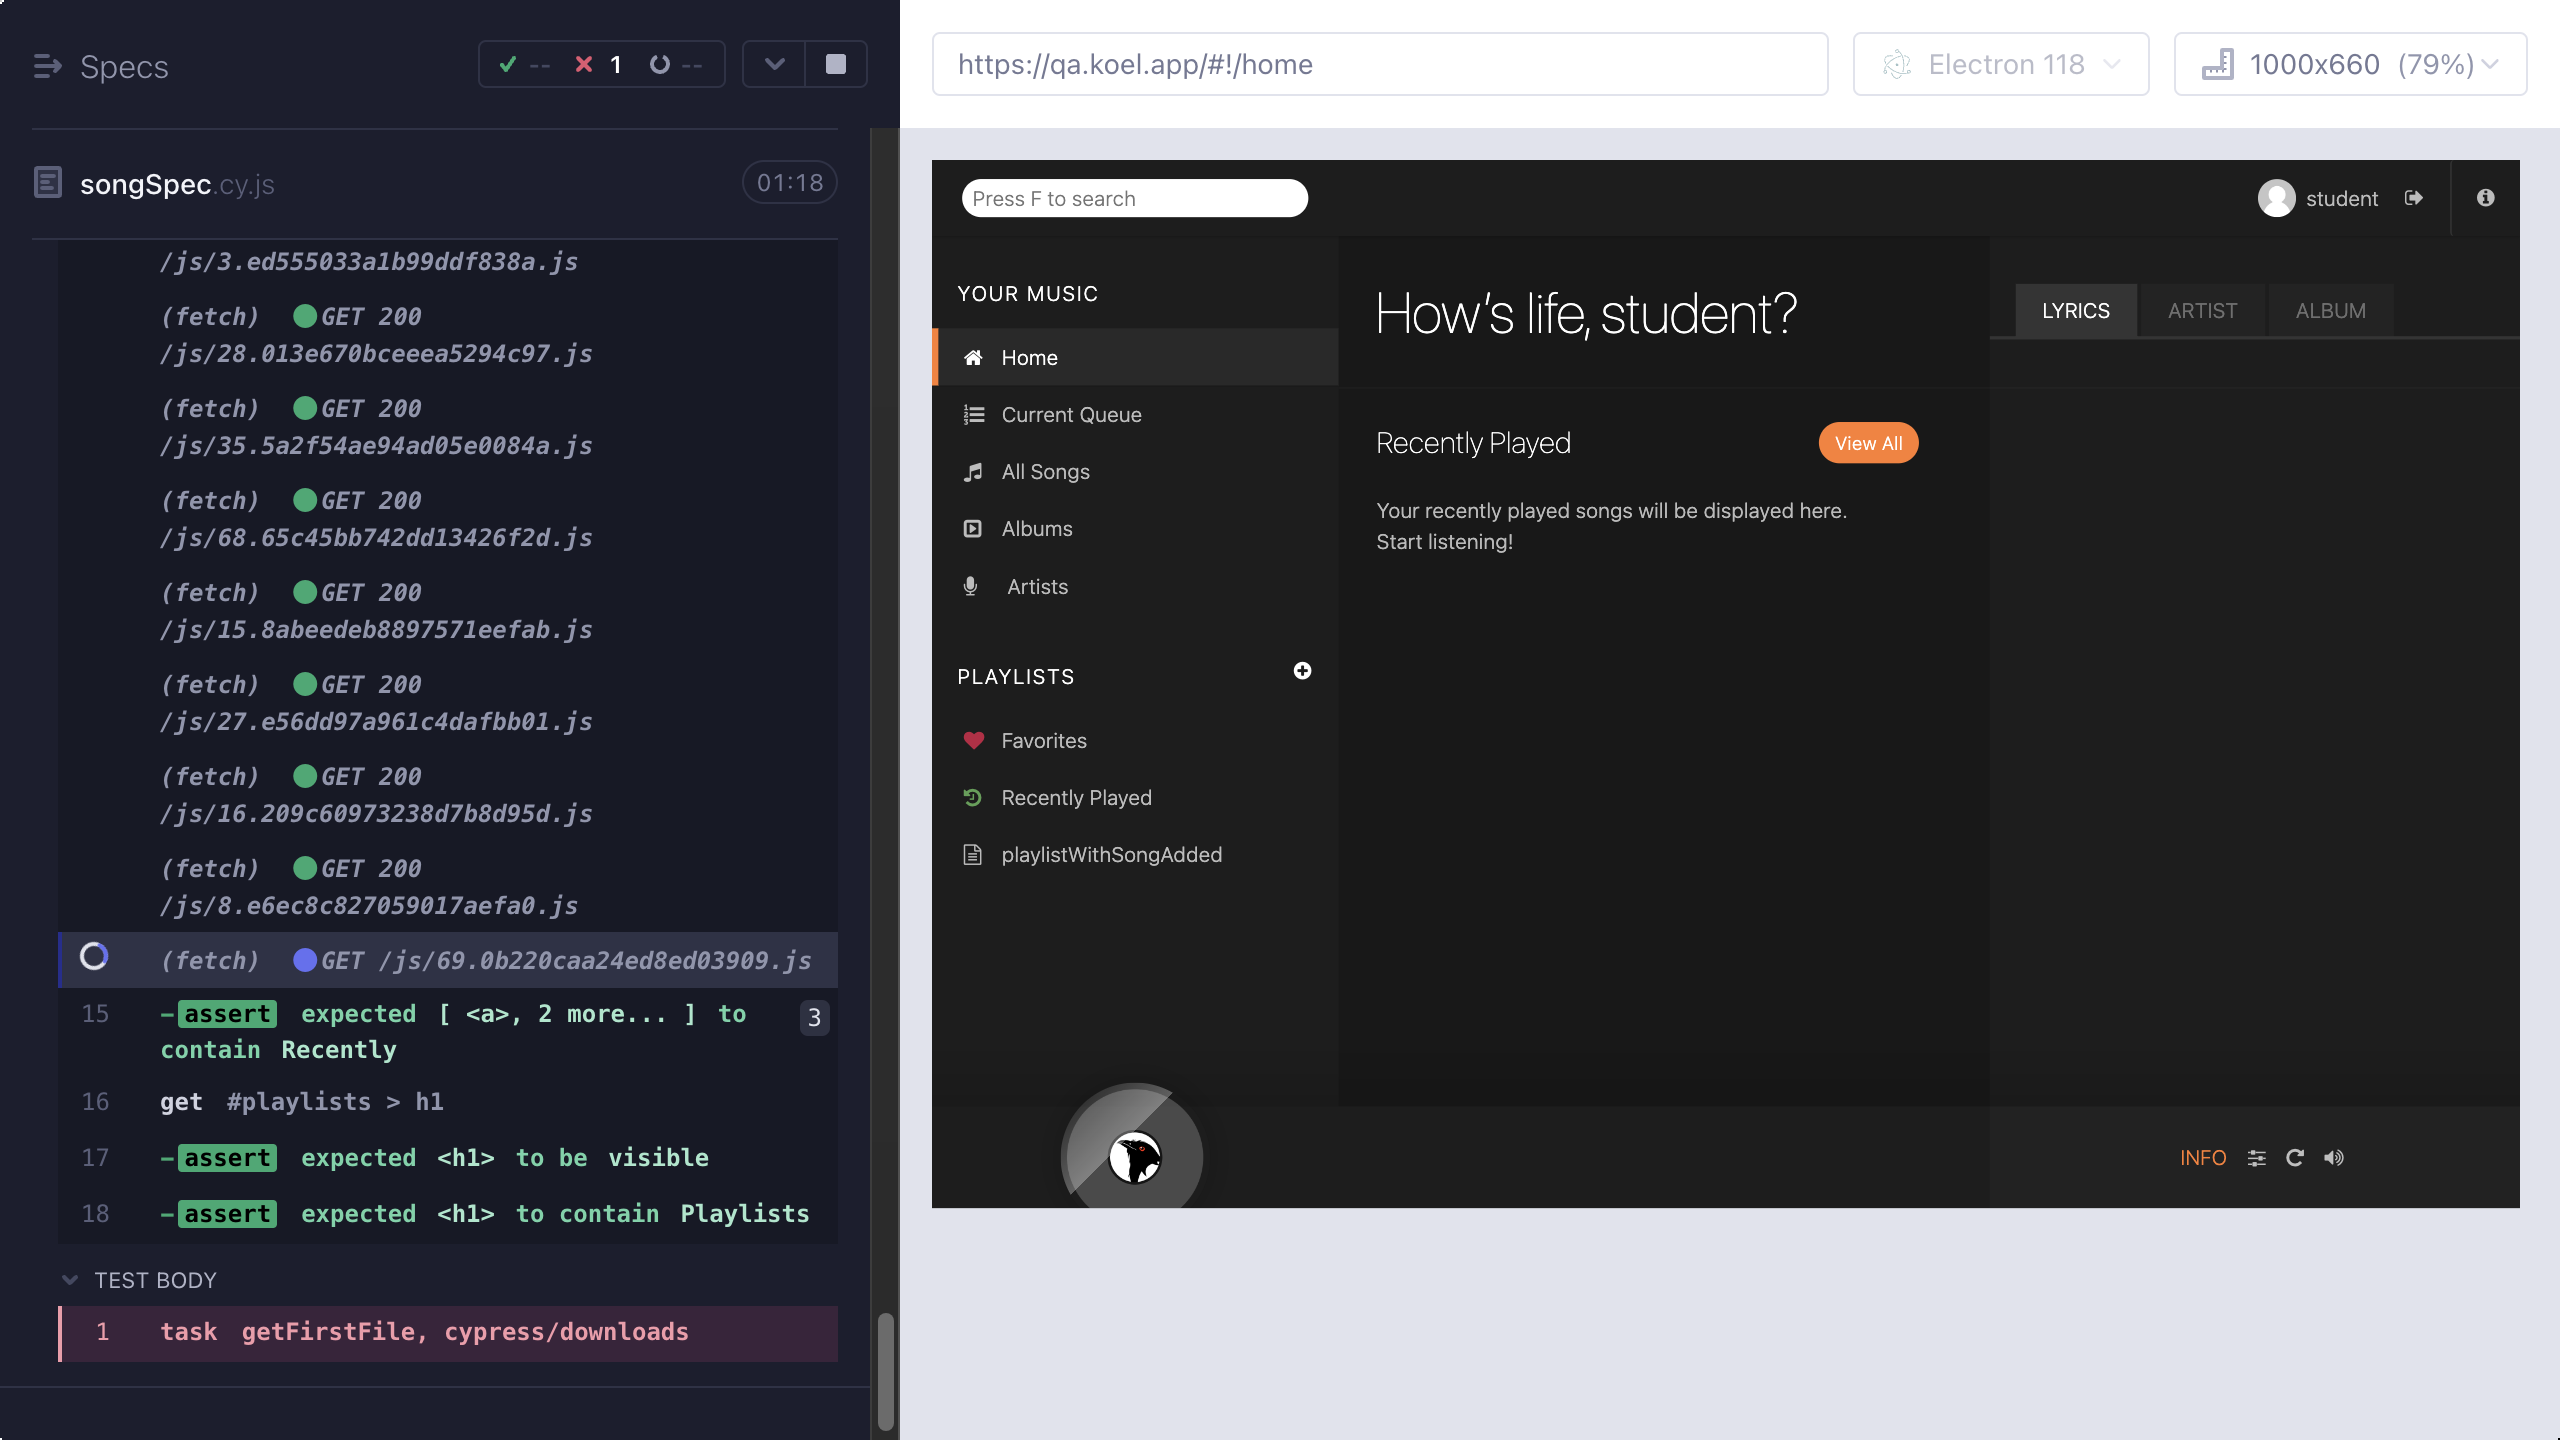 Specs
-- 1 --
songSpec.cy.js
01:18
/js/3.ed555033a1b99ddf838a.js
(fetch) GET 200
/js/28.013e670bceeea5294c97.js
(fetch) GET 200
/js/35.5a2f54ae94ad05e0084a.js
(fetch) GET 200
/js/68.65c45bb742dd13426f2d.js
(fetch) GET 200
/js/15.8abeedeb8897571eefab.js
(fetch) GET 200
/js/27.e56dd97a961c4dafbb01.js
(fetch) GET 200
/js/16.209c60973238d7b8d95d.js
(fetch) GET 200
/js/8.e6ec8c827059017aefa0.js
(fetch) GET /js/69.0b220caa24ed8ed03909.js
15 -assert expected [ <a>, 2 more... ] to 3
contain Recently
16 get #playlists > h1
17 -assert expected <h1> to be visible
18 -assert expected <h1> to contain Playlists
TEST BODY
1 task getFirstFile, cypress/downloads
https://qa.koel.app/#!/home
Electron 118
1000x660 (79%)
Press F to search
student
YOUR MUSIC
Home
Current Queue
All Songs
Albums
Artists
PLAYLISTS
Favorites
Recently Played
playlistWithSongAdded
How's life, student?
Recently Played
View All
Your recently played songs will be displayed here.
Start listening!
LYRICS
ARTIST
ALBUM
INFO